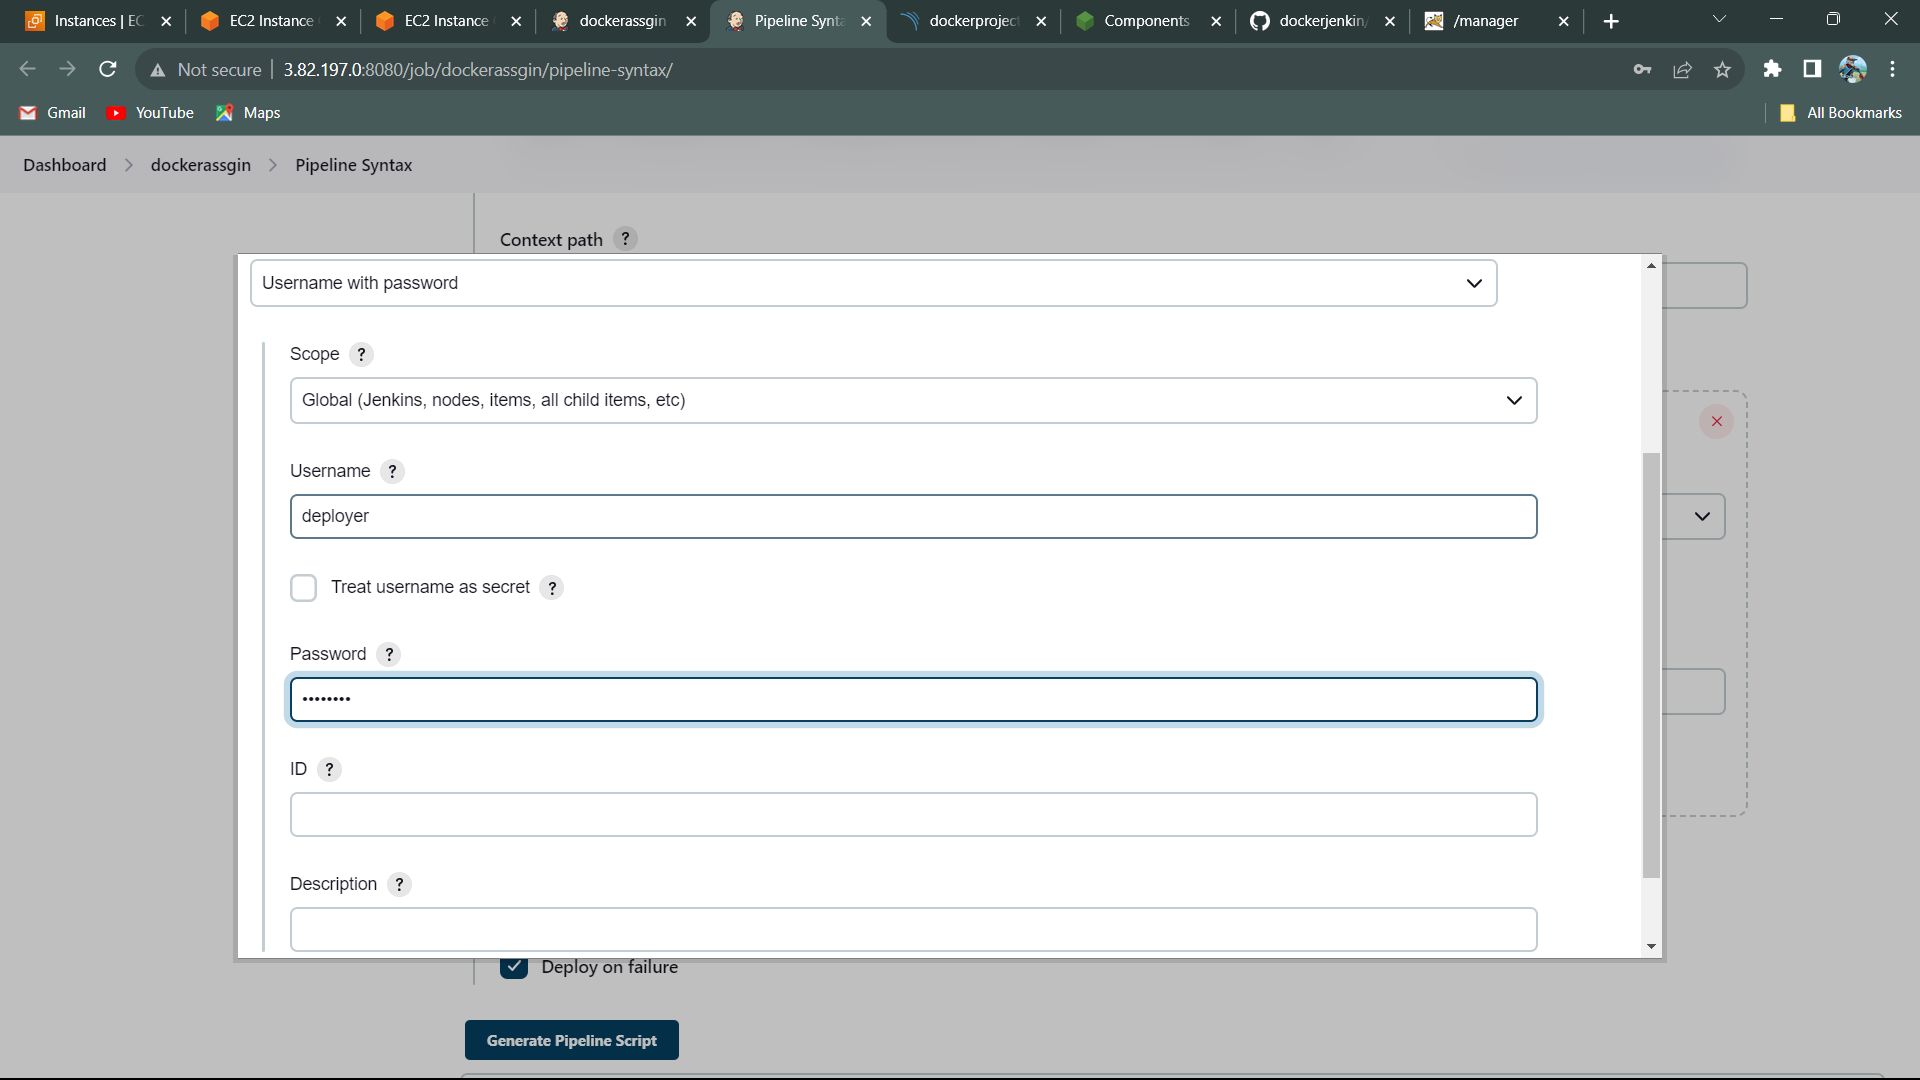 Instances | EC
EC2 Instance
EC2 Instance
dockerassgin
Pipeline Synta
dockerproject
Components
dockerjenkin
/manager
Not secure
3.82.197.0:8080/job/dockerassgin/pipeline-syntax/
Gmail
YouTube
Maps
All Bookmarks
Dashboard
dockerassgin
Pipeline Syntax
Context path ?
Username with password
Scope ?
Global (Jenkins, nodes, items, all child items, etc)
Username ?
deployer
Treat username as secret ?
Password ?
••••••••
ID ?
Description ?
Deploy on failure
Generate Pipeline Script